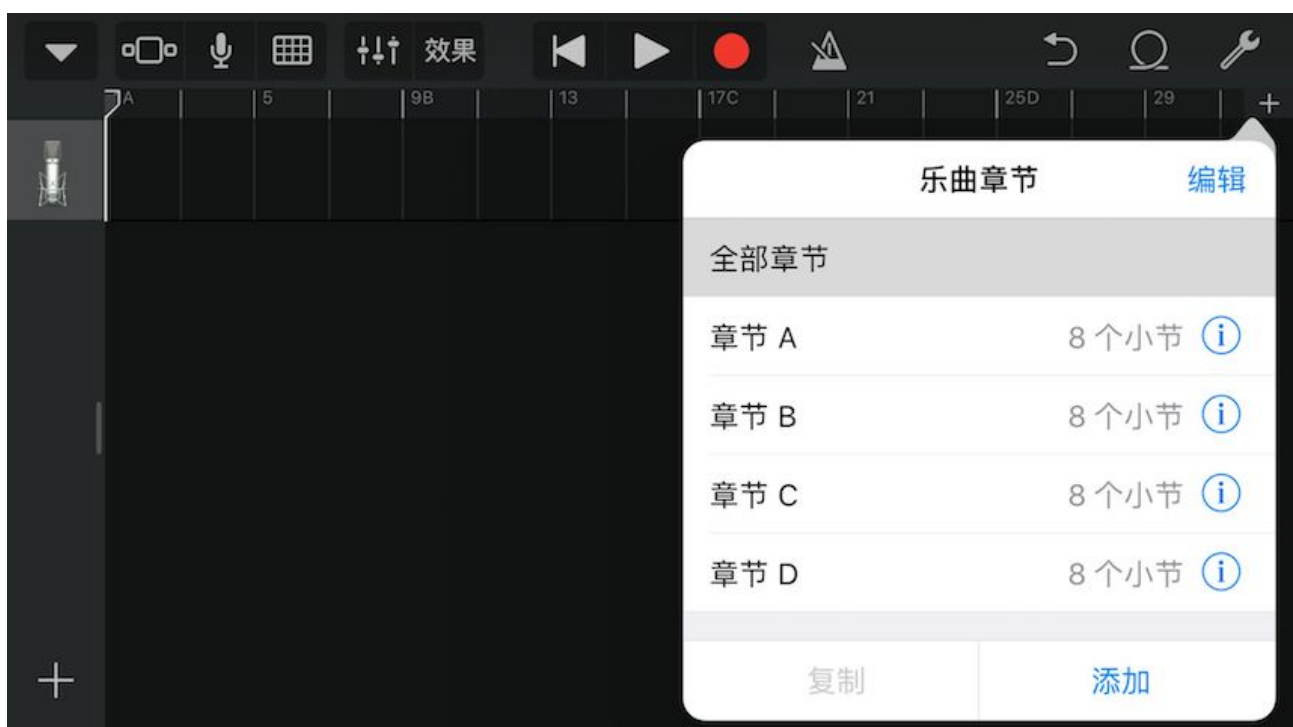 效果
A 5 9B 13 17C 21 25D 29
乐曲章节 编辑
全部章节
章节 A 8 个小节
章节 B 8 个小节
章节 C 8 个小节
章节 D 8 个小节
复制 添加